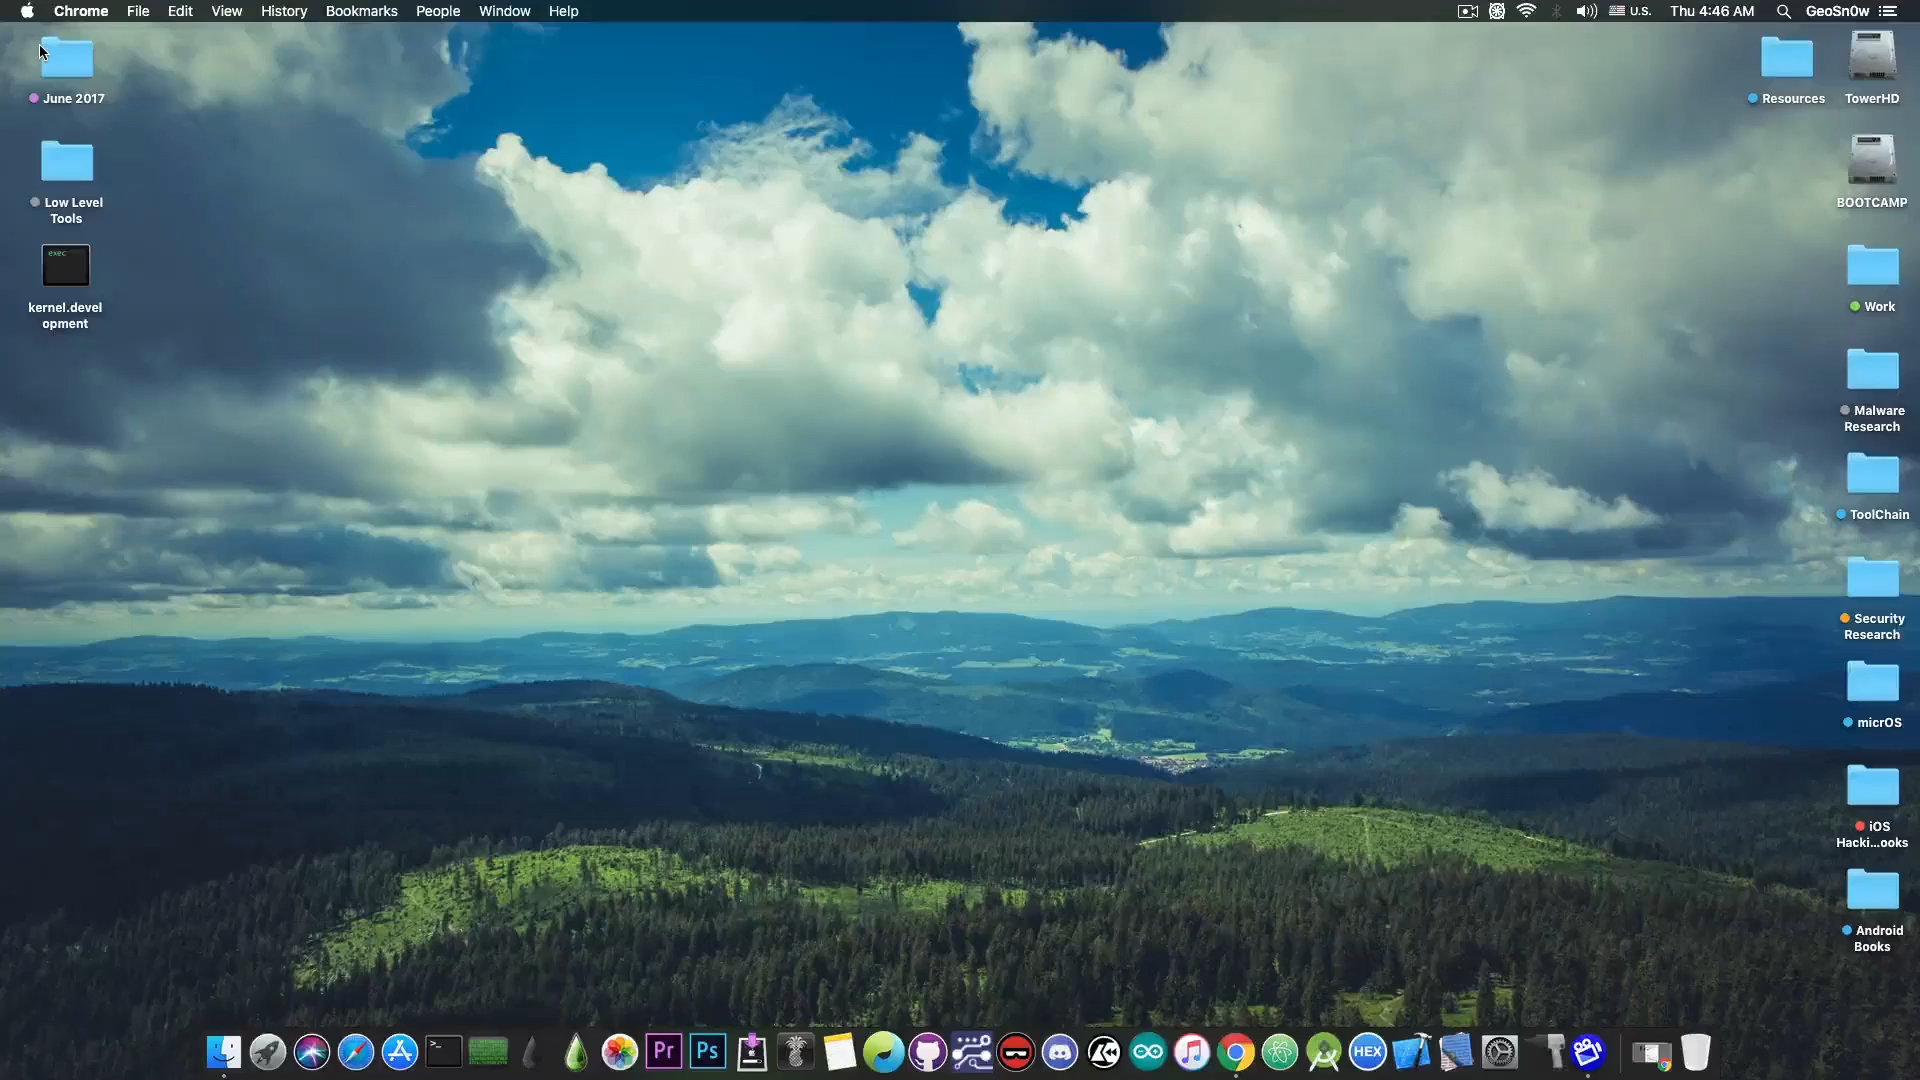 Chrome File Edit View History Bookmarks People Window Help
U.S. Thu 4:46 AM GeoSn0w
June 2017
Low Level
Tools
exec
kernel.devel
opment
Resources
TowerHD
BOOTCAMP
Work
Malware
Research
ToolChain
Security
Research
micrOS
iOS
Hacki...ooks
Android
Books
>_
Pr
Ps
HEX